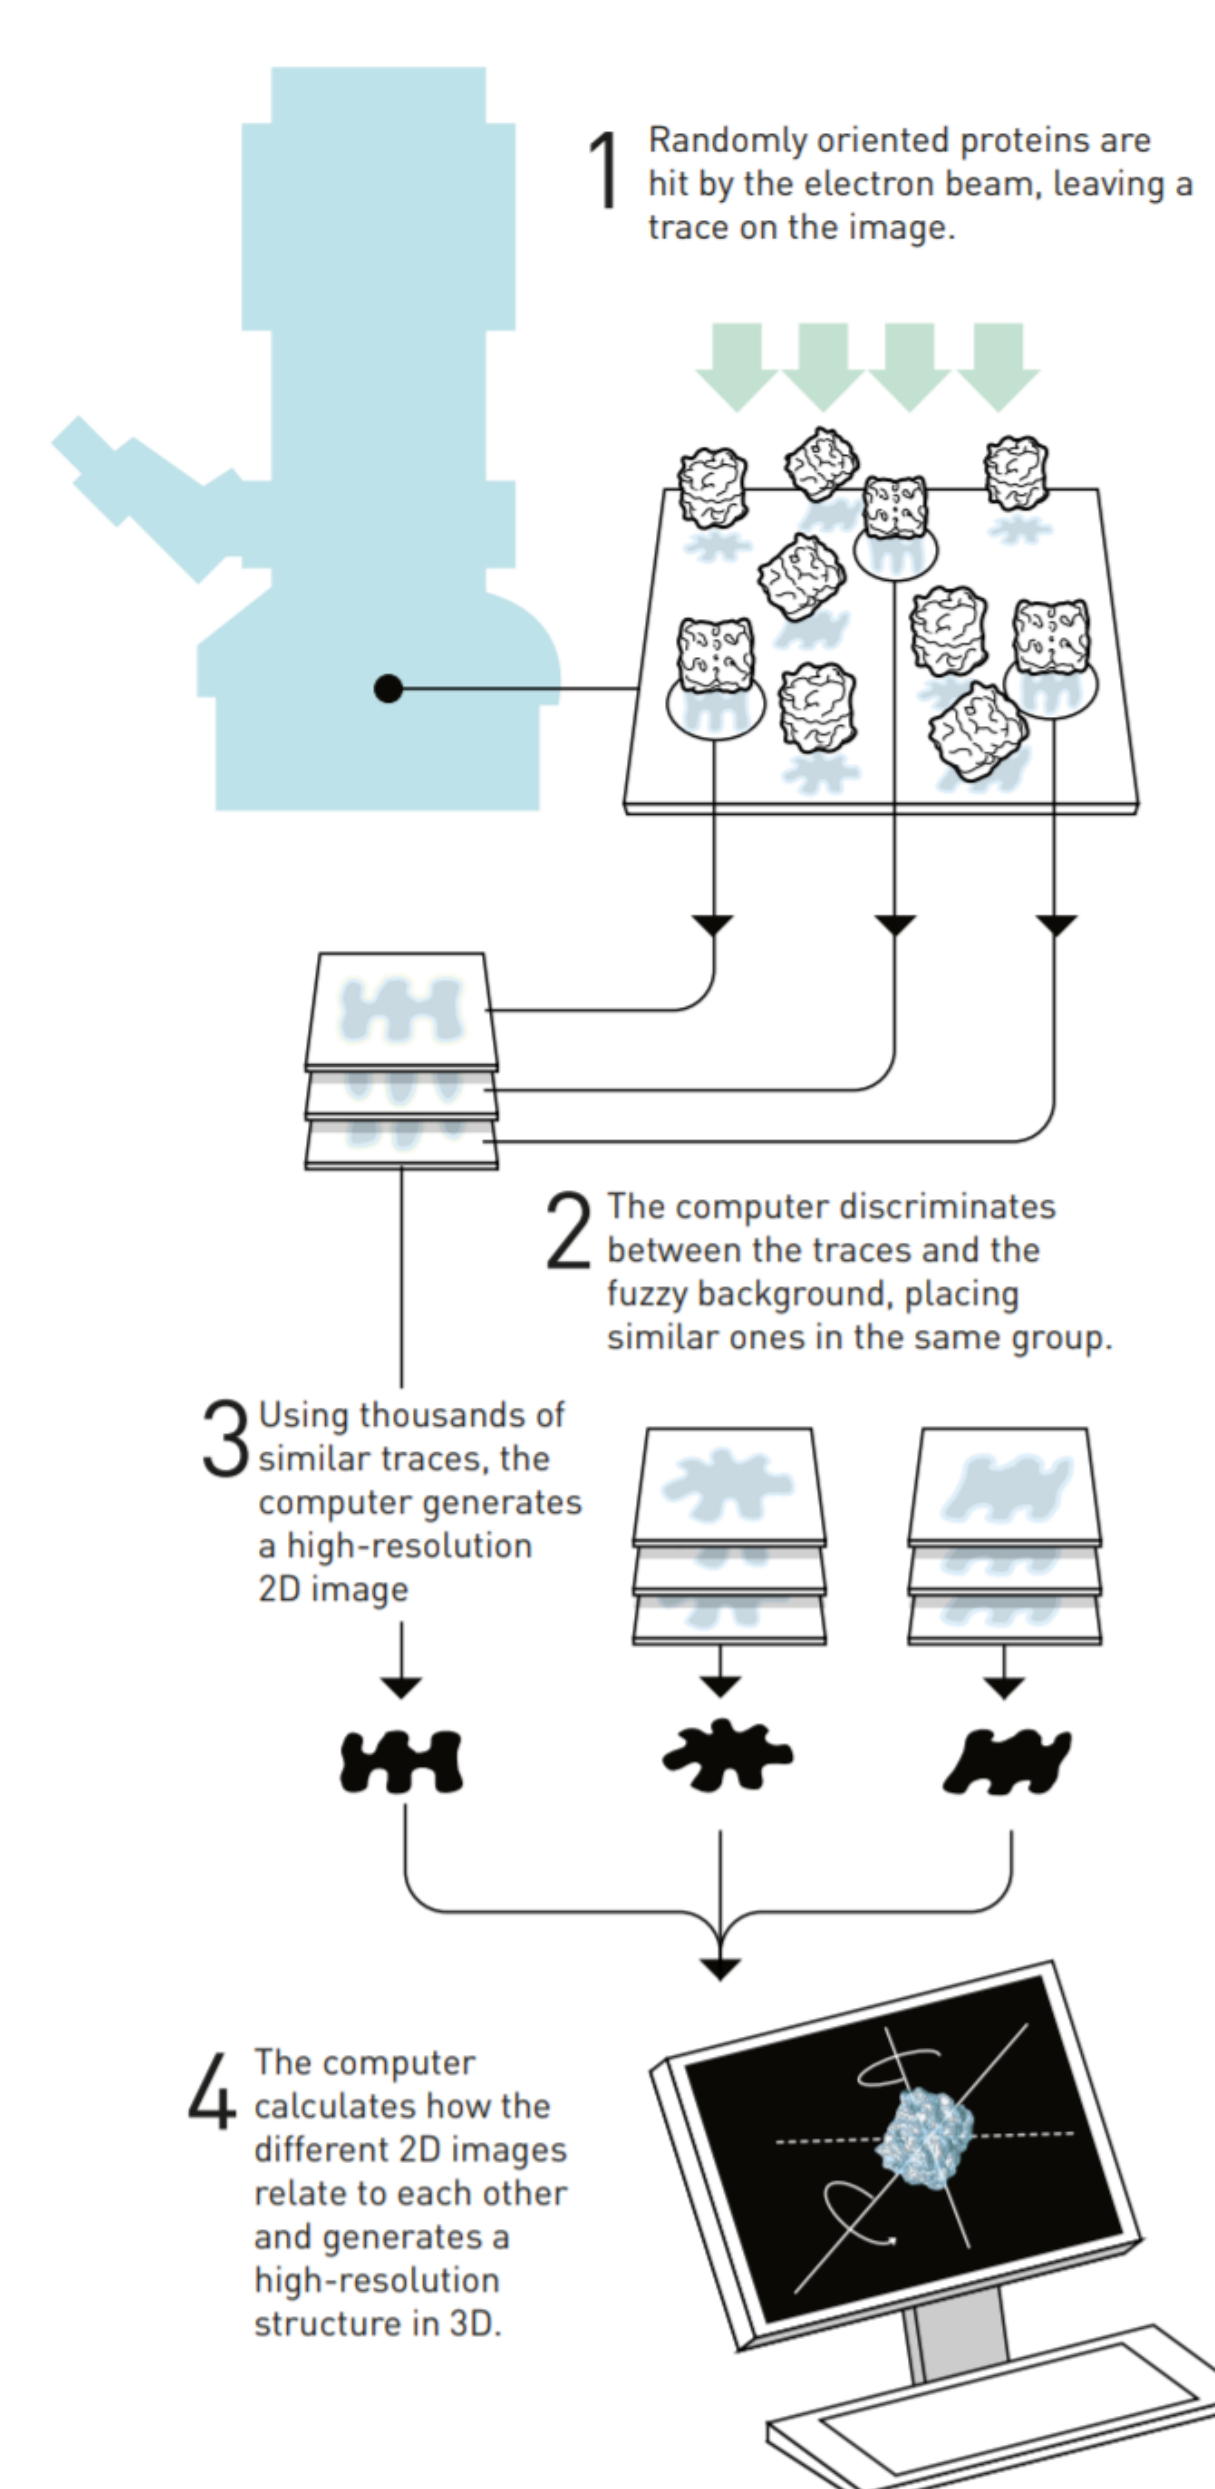 1
Randomly oriented proteins are
hit by the electron beam, leaving a
trace on the image.
2
The computer discriminates
between the traces and the
fuzzy background, placing
similar ones in the same group.
3
Using thousands of
similar traces, the
computer generates
a high-resolution
2D image
4
The computer
calculates how the
different 2D images
relate to each other
and generates a
high-resolution
structure in 3D.